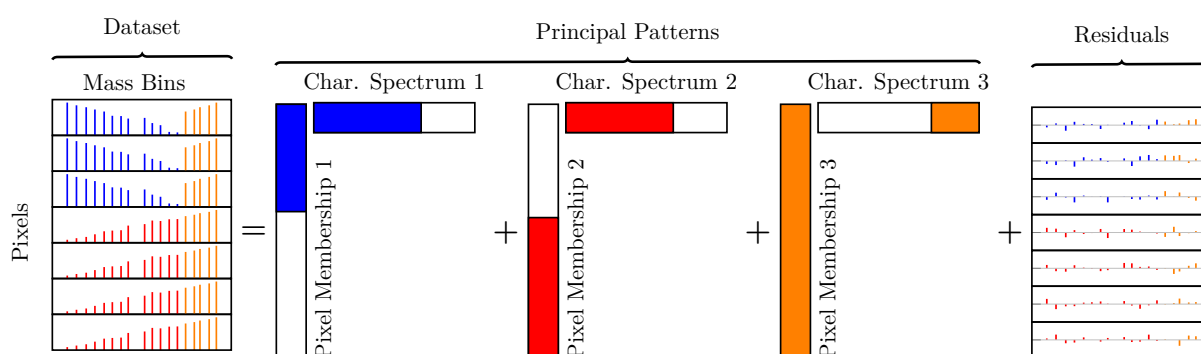 Dataset
Principal Patterns
Residuals
Mass Bins
Char. Spectrum 1
Char. Spectrum 2
Char. Spectrum 3
Pixels
=
Pixel Membership 1
+
Pixel Membership 2
+
Pixel Membership 3
+